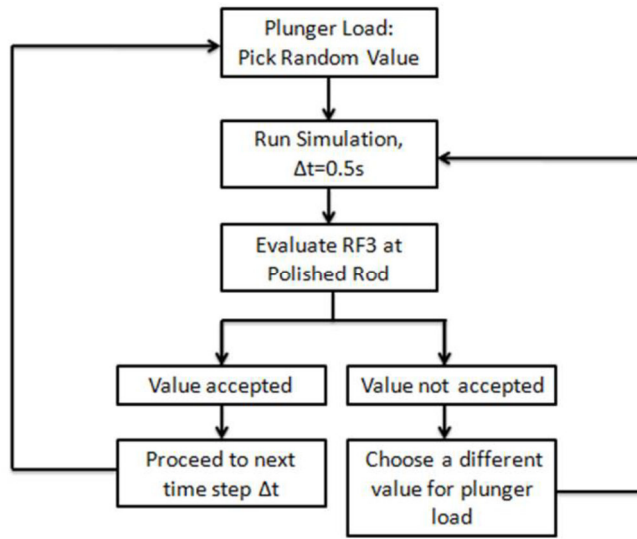 Plunger Load:
Pick Random Value
Run Simulation,
Δt=0.5s
Evaluate RF3 at
Polished Rod
Value accepted
Value not accepted
Proceed to next
time step Δt
Choose a different
value for plunger
load